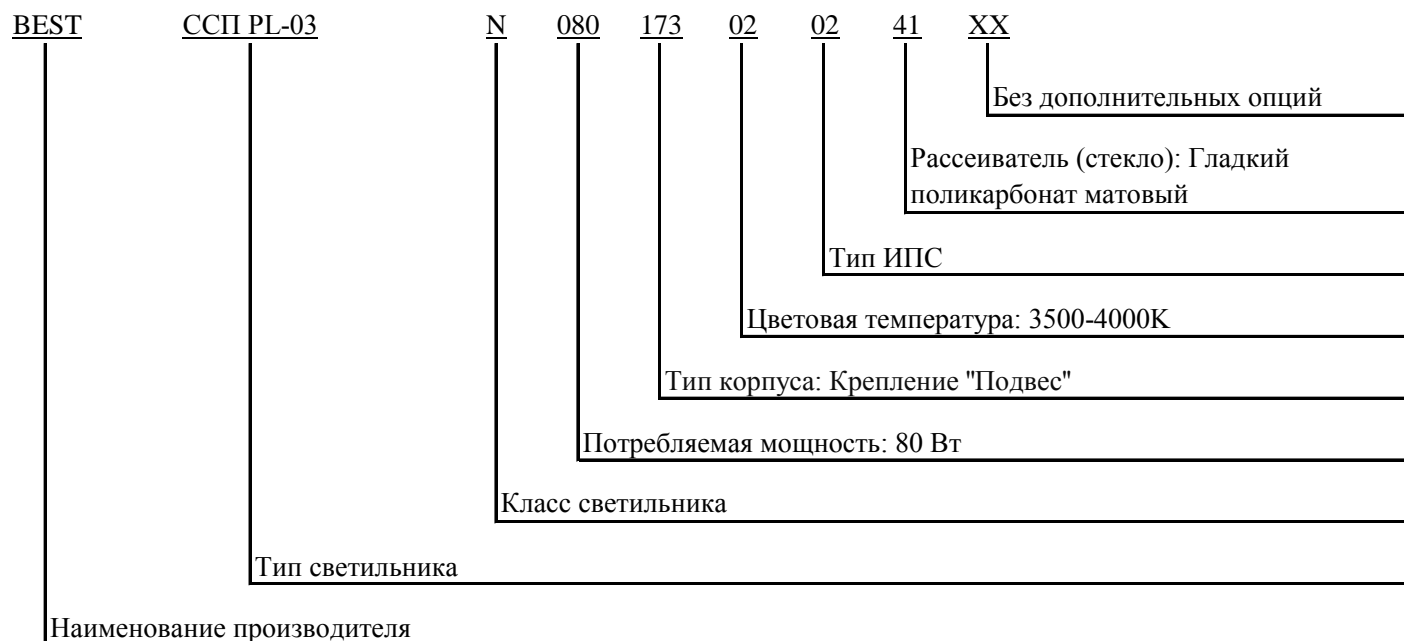 BEST ССП PL-03 N 080 173 02 02 41 XX
Без дополнительных опций
Рассеиватель (стекло): Гладкий
поликарбонат матовый
Тип ИПС
Цветовая температура: 3500-4000К
Тип корпуса: Крепление "Подвес"
Потребляемая мощность: 80 Вт
Класс светильника
Тип светильника
Наименование производителя